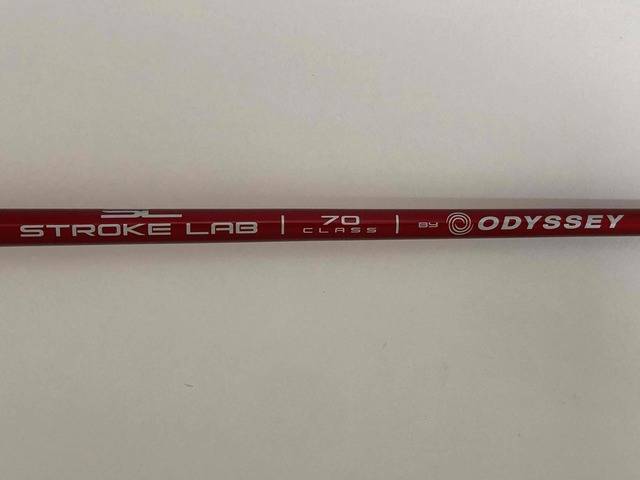 SL
STROKE LAB | 70 CLASS | BY ODYSSEY